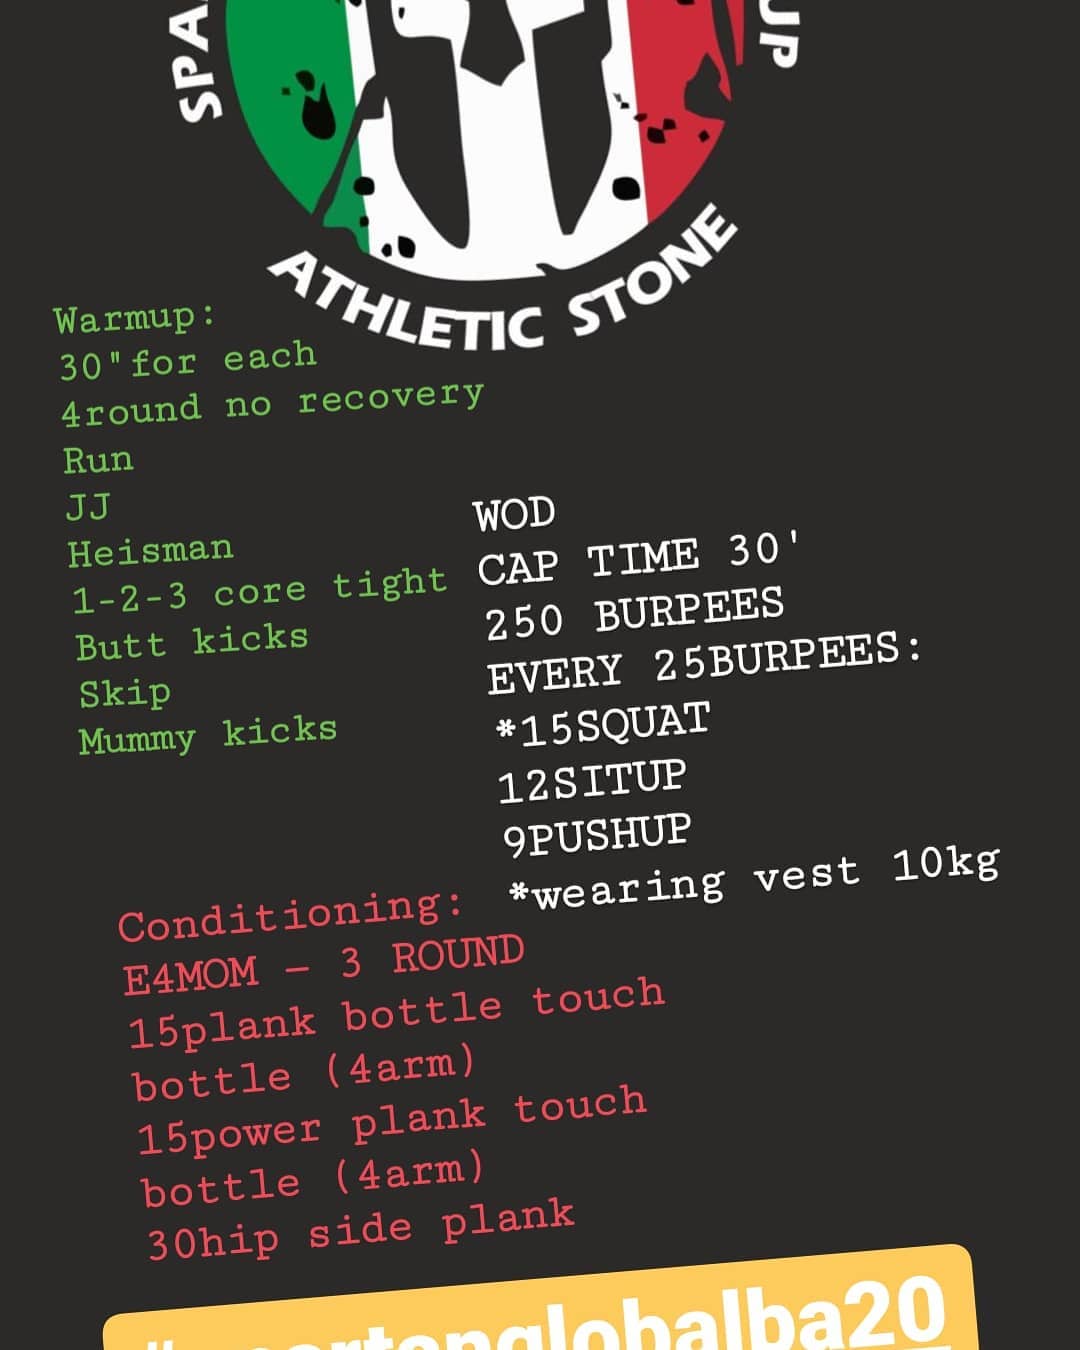 SPA
UP
ATHLETIC STONE
Warmup:
30"for each
4round no recovery
Run
JJ
Heisman
1-2-3 core tight
Butt kicks
Skip
Mummy kicks
WOD
CAP TIME 30'
250 BURPEES
EVERY 25BURPEES:
*15SQUAT
12SITUP
9PUSHUP
*wearing vest 10kg
Conditioning:
E4MOM - 3 ROUND
15plank bottle touch
bottle (4arm)
15power plank touch
bottle (4arm)
30hip side plank